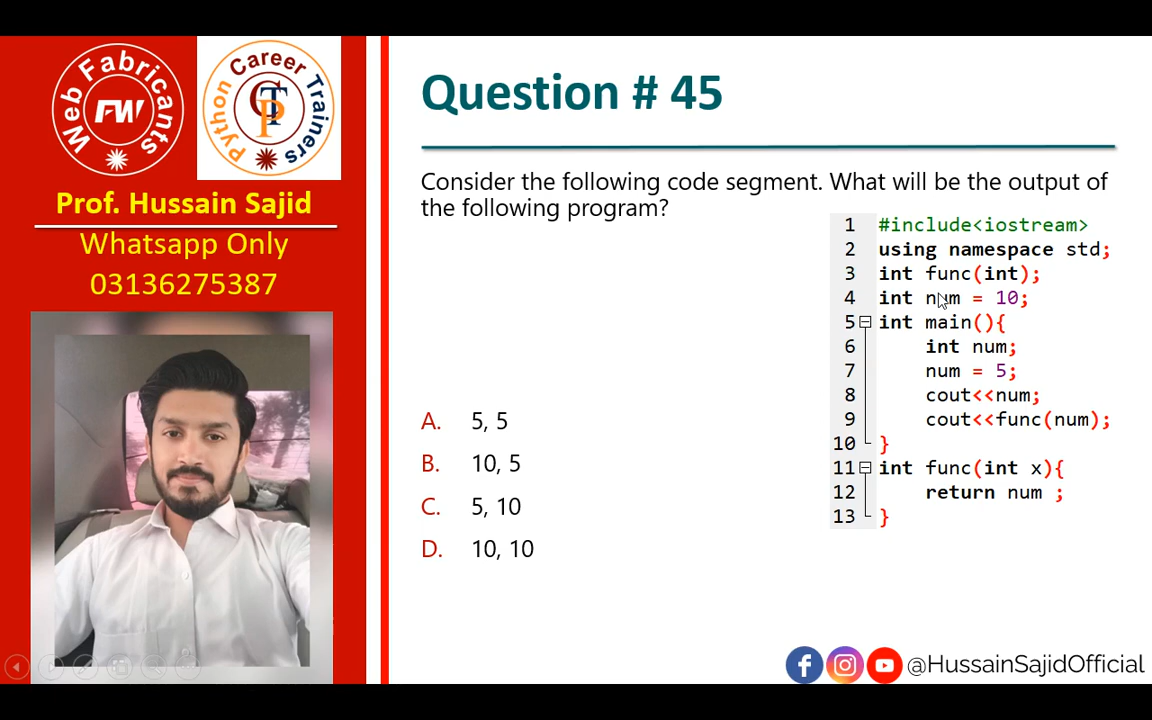 Web Fabricants
FW
Python Career Trainers
CTP
Prof. Hussain Sajid
Whatsapp Only
03136275387
Question # 45
Consider the following code segment. What will be the output of
the following program?
1 #include<iostream>
2 using namespace std;
3 int func(int);
4 int num = 10;
5 int main(){
6 int num;
7 num = 5;
8 cout<<num;
9 cout<<func(num);
10 }
11 int func(int x){
12 return num ;
13 }
A. 5, 5
B. 10, 5
C. 5, 10
D. 10, 10
@HussainSajidOfficial